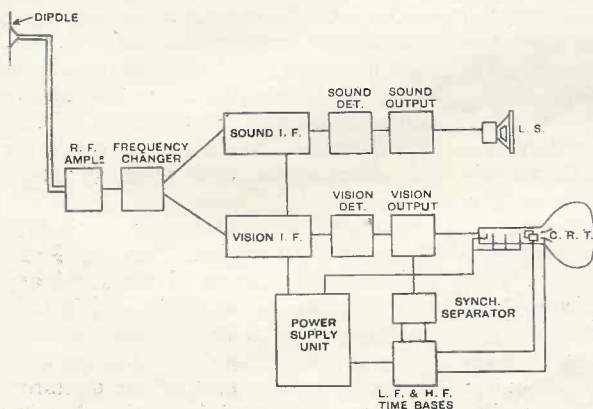 DIPOLE
SOUND
DET.
SOUND
OUTPUT
SOUND I. F.
L. S.
R. F.
AMPLR
FREQUENCY
CHANGER
VISION
DET.
VISION
OUTPUT
VISION I. F.
C. R. T.
POWER
SUPPLY
UNIT
SYNCH.
SEPARATOR
L. F. & H. F.
TIME BASES